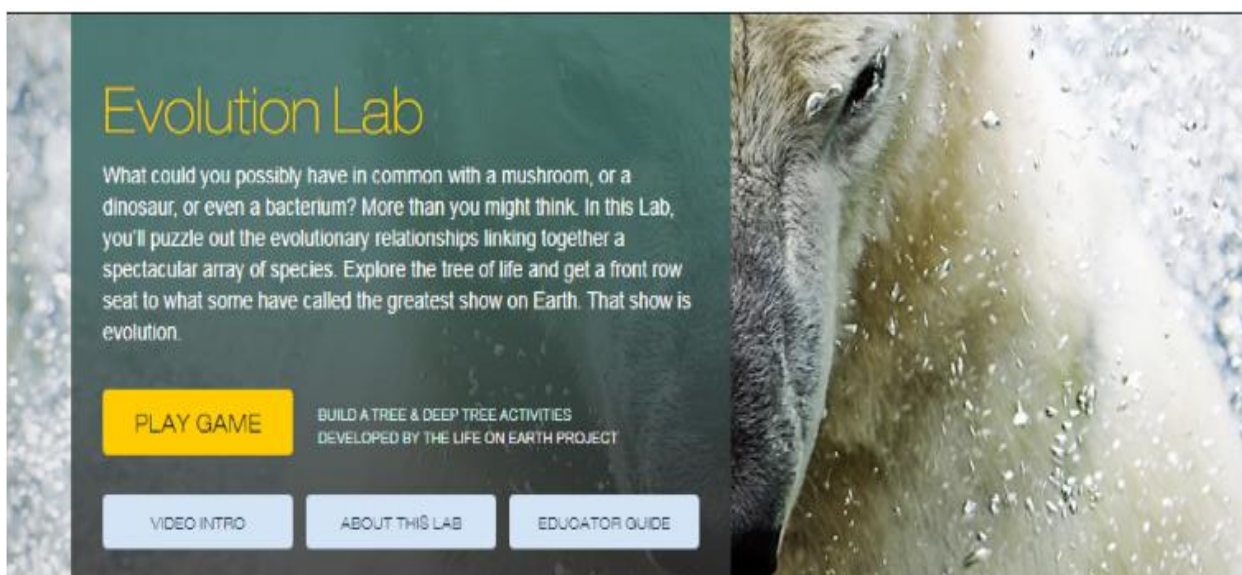 Evolution Lab
What could you possibly have in common with a mushroom, or a
dinosaur, or even a bacterium? More than you might think. In this Lab,
you'll puzzle out the evolutionary relationships linking together a
spectacular array of species. Explore the tree of life and get a front row
seat to what some have called the greatest show on Earth. That show is
evolution.
PLAY GAME
BUILD A TREE & DEEP TREE ACTIVITIES
DEVELOPED BY THE LIFE ON EARTH PROJECT
VIDEO INTRO
ABOUT THIS LAB
EDUCATOR GUIDE